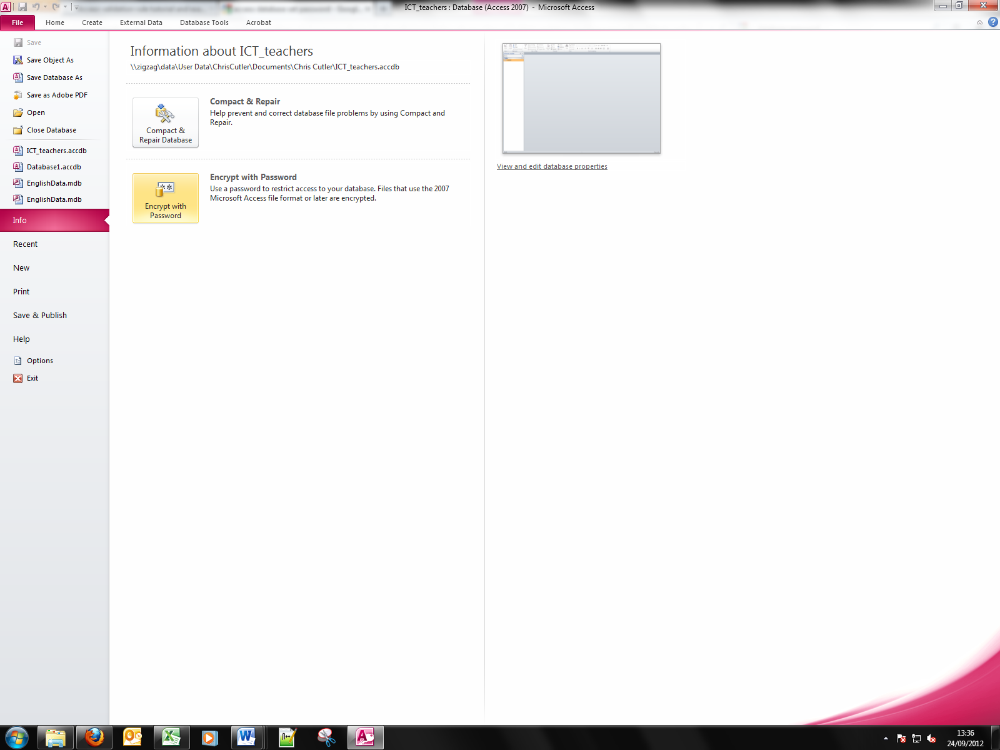 ICT_teachers : Database (Access 2007) - Microsoft Access
File Home Create External Data Database Tools Acrobat
Save
Save Object As
Save Database As
Save as Adobe PDF
Open
Close Database
ICT_teachers.accdb
Database1.accdb
EnglishData.mdb
EnglishData.mdb
Info
Recent
New
Print
Save & Publish
Help
Options
Exit
Information about ICT_teachers
\\zigzag\data\User Data\ChrisCutler\Documents\Chris Cutler\ICT_teachers.accdb
Compact &
Repair Database
Compact & Repair
Help prevent and correct database file problems by using Compact and
Repair.
Encrypt with
Password
Encrypt with Password
Use a password to restrict access to your database. Files that use the 2007
Microsoft Access file format or later are encrypted.
View and edit database properties
13:36
24/09/2012